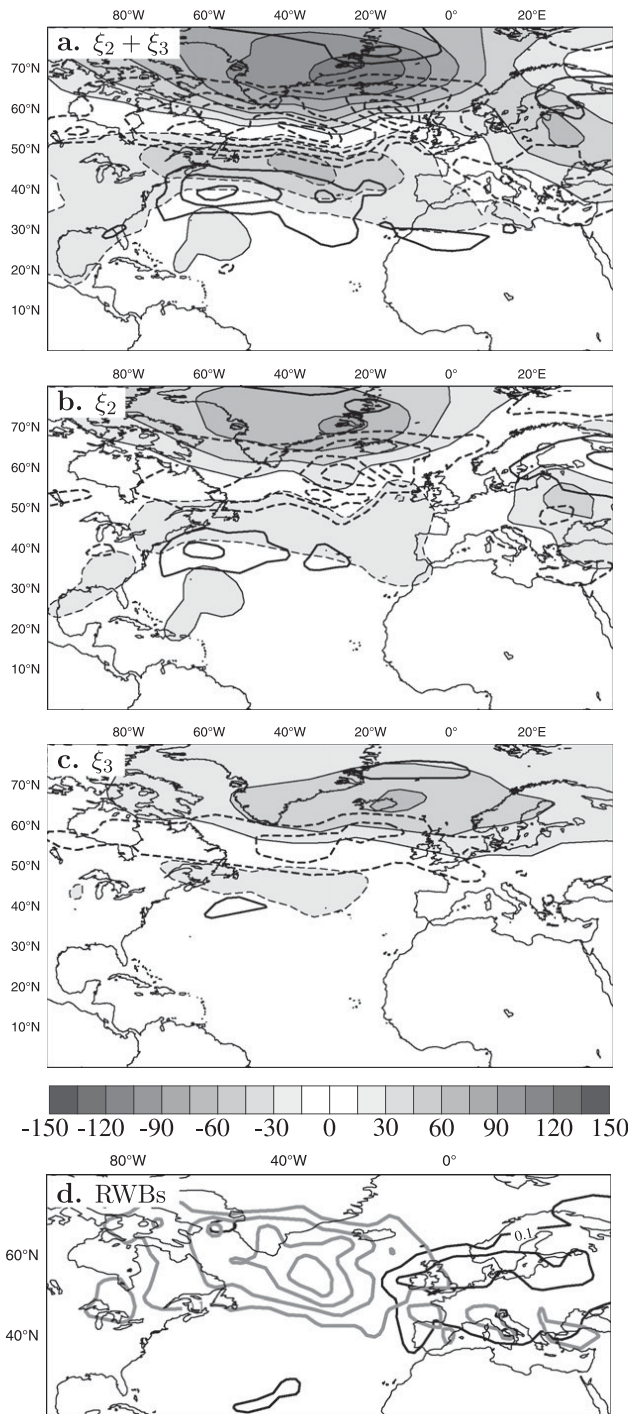 80°W 60°W 40°W 20°W 0° 20°E
a. ξ₂ + ξ₃
70°N
60°N
50°N
40°N
30°N
20°N
10°N
80°W 60°W 40°W 20°W 0° 20°E
b. ξ₂
70°N
60°N
50°N
40°N
30°N
20°N
10°N
80°W 60°W 40°W 20°W 0° 20°E
c. ξ₃
70°N
60°N
50°N
40°N
30°N
20°N
10°N
-150 -120 -90 -60 -30 0 30 60 90 120 150
80°W 40°W 0°
d. RWBs
0.1
60°N
40°N